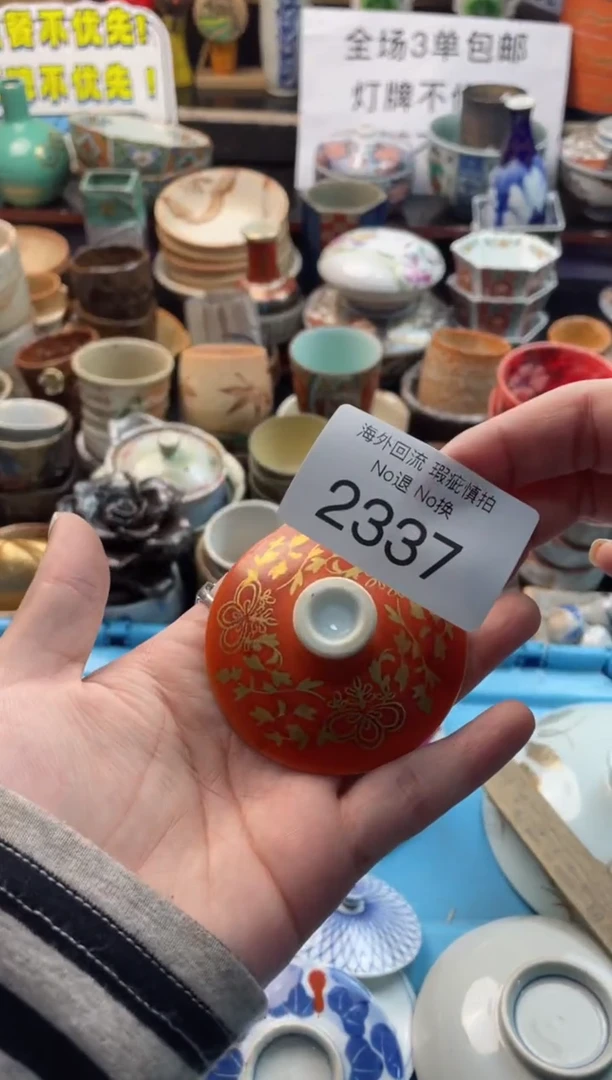 餐不优先!
不优先!
全场3单包邮
灯牌不优
海外回流 瑕疵慎拍
No退 No换
2337